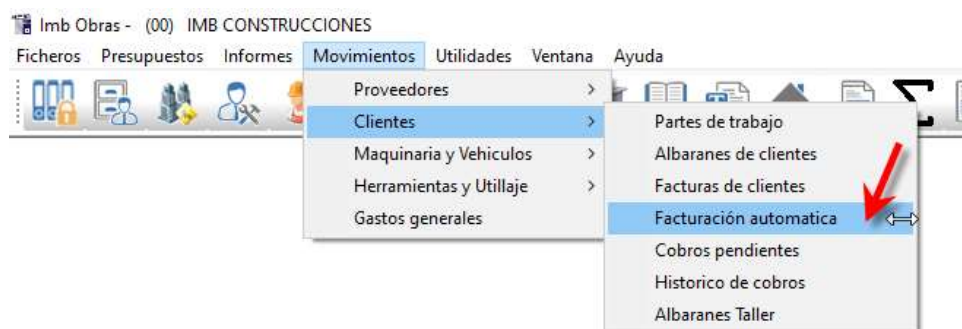 Imb Obras - (00) IMB CONSTRUCCIONES
Ficheros Presupuestos Informes Movimientos Utilidades Ventana Ayuda
Proveedores
Clientes
Maquinaria y Vehiculos
Herramientas y Utillaje
Gastos generales
Partes de trabajo
Albaranes de clientes
Facturas de clientes
Facturación automatica
Cobros pendientes
Historico de cobros
Albaranes Taller